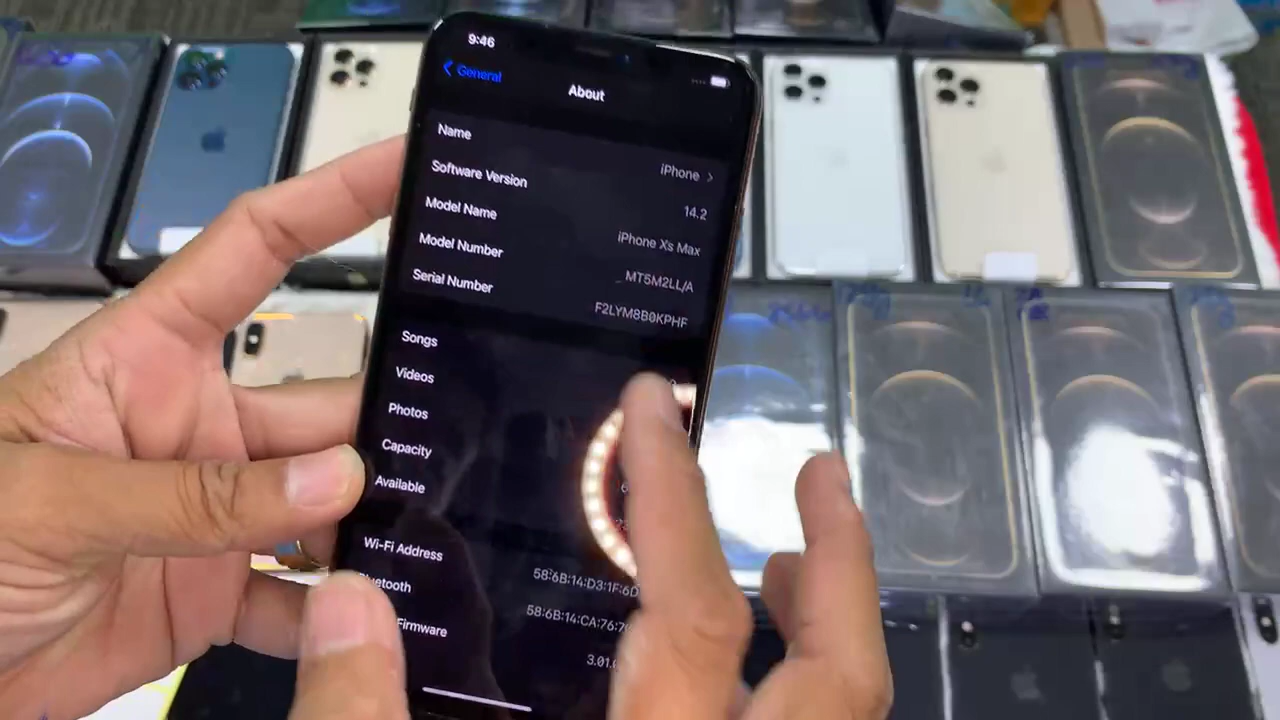 9:46
General
About
Name
iPhone
Software Version
14.2
Model Name
iPhone Xs Max
Model Number
MT5M2LL/A
Serial Number
F2LYM8B0KPHF
Songs
Videos
Photos
Capacity
Available
Wi-Fi Address
58:6B:14:D3:1F:6D
58:6B:14:CA:76:
Firmware
3.01.